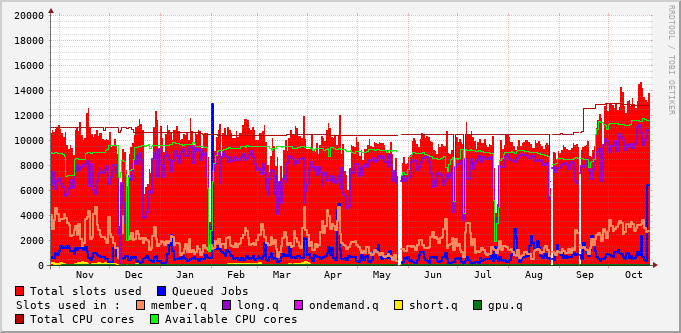 20000
18000
16000
14000
12000
10000
8000
6000
4000
2000
0
Nov Dec Jan Feb Mar Apr May Jun Jul Aug Sep Oct
RRDTOOL / TOBI OETIKER
Total slots used Queued Jobs
Slots used in : member.q long.q ondemand.q short.q gpu.q
Total CPU cores Available CPU cores